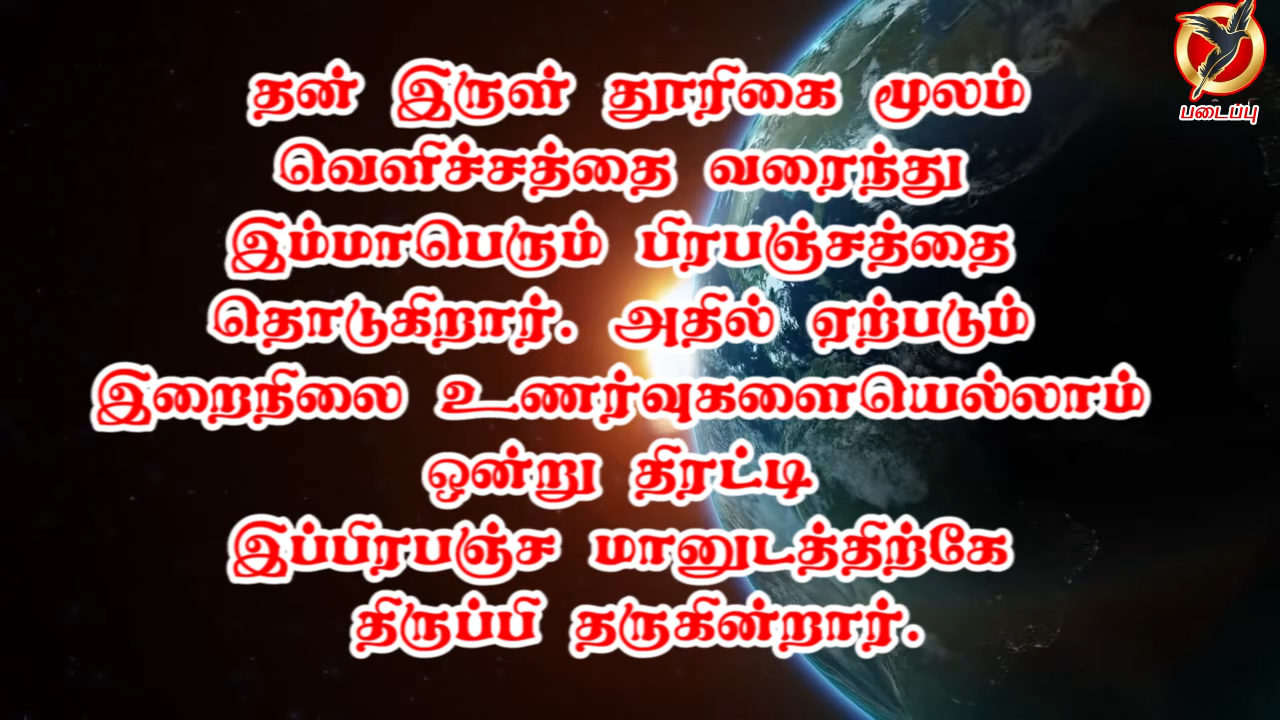 படைப்பு
தன் இருள் தூரிகை மூலம்
வெளிச்சத்தை வரைந்து
இம்மாபெரும் பிரபஞ்சத்தை
தொடுகிறார். அதில் ஏற்படும்
இறைநிலை உணர்வுகளையெல்லாம்
ஒன்று திரட்டி
இப்பிரபஞ்ச மானுடத்திற்கே
திருப்பி தருகின்றார்.